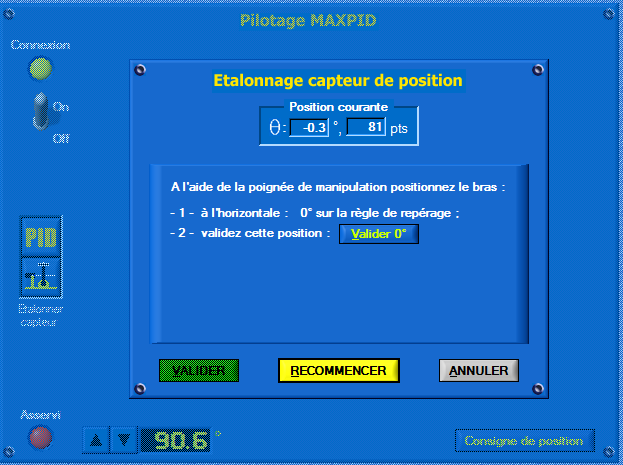 Pilotage MAXPID
Connexion
On
Off
Etalonnage capteur de position
Position courante
θ: -0.3 °, 81 pts
A l'aide de la poignée de manipulation positionnez le bras :
- 1 - à l'horizontale : 0° sur la règle de repérage ;
- 2 - validez cette position : Valider 0°
PID
Etalonner
capteur
VALIDER RECOMMENCER ANNULER
Asservi
90.6 °
Consigne de position